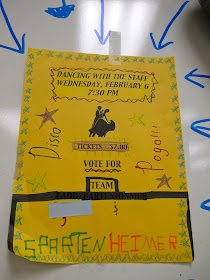 DANCING WITH THE STAFF
WEDNESDAY, FEBRUARY 6
7:30 PM
Disco
Pogo!!!
TICKETS $7.00
VOTE FOR
TEAM
SPARTENHEIMER